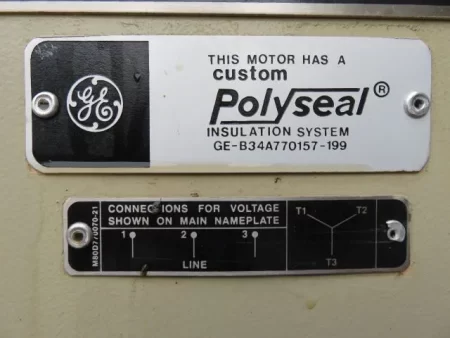 GE
THIS MOTOR HAS A
custom
Polyseal®
INSULATION SYSTEM
GE-B34A770157-199
CONNECTIONS FOR VOLTAGE
SHOWN ON MAIN NAMEPLATE
1 2 3
LINE
T1 T2
T3